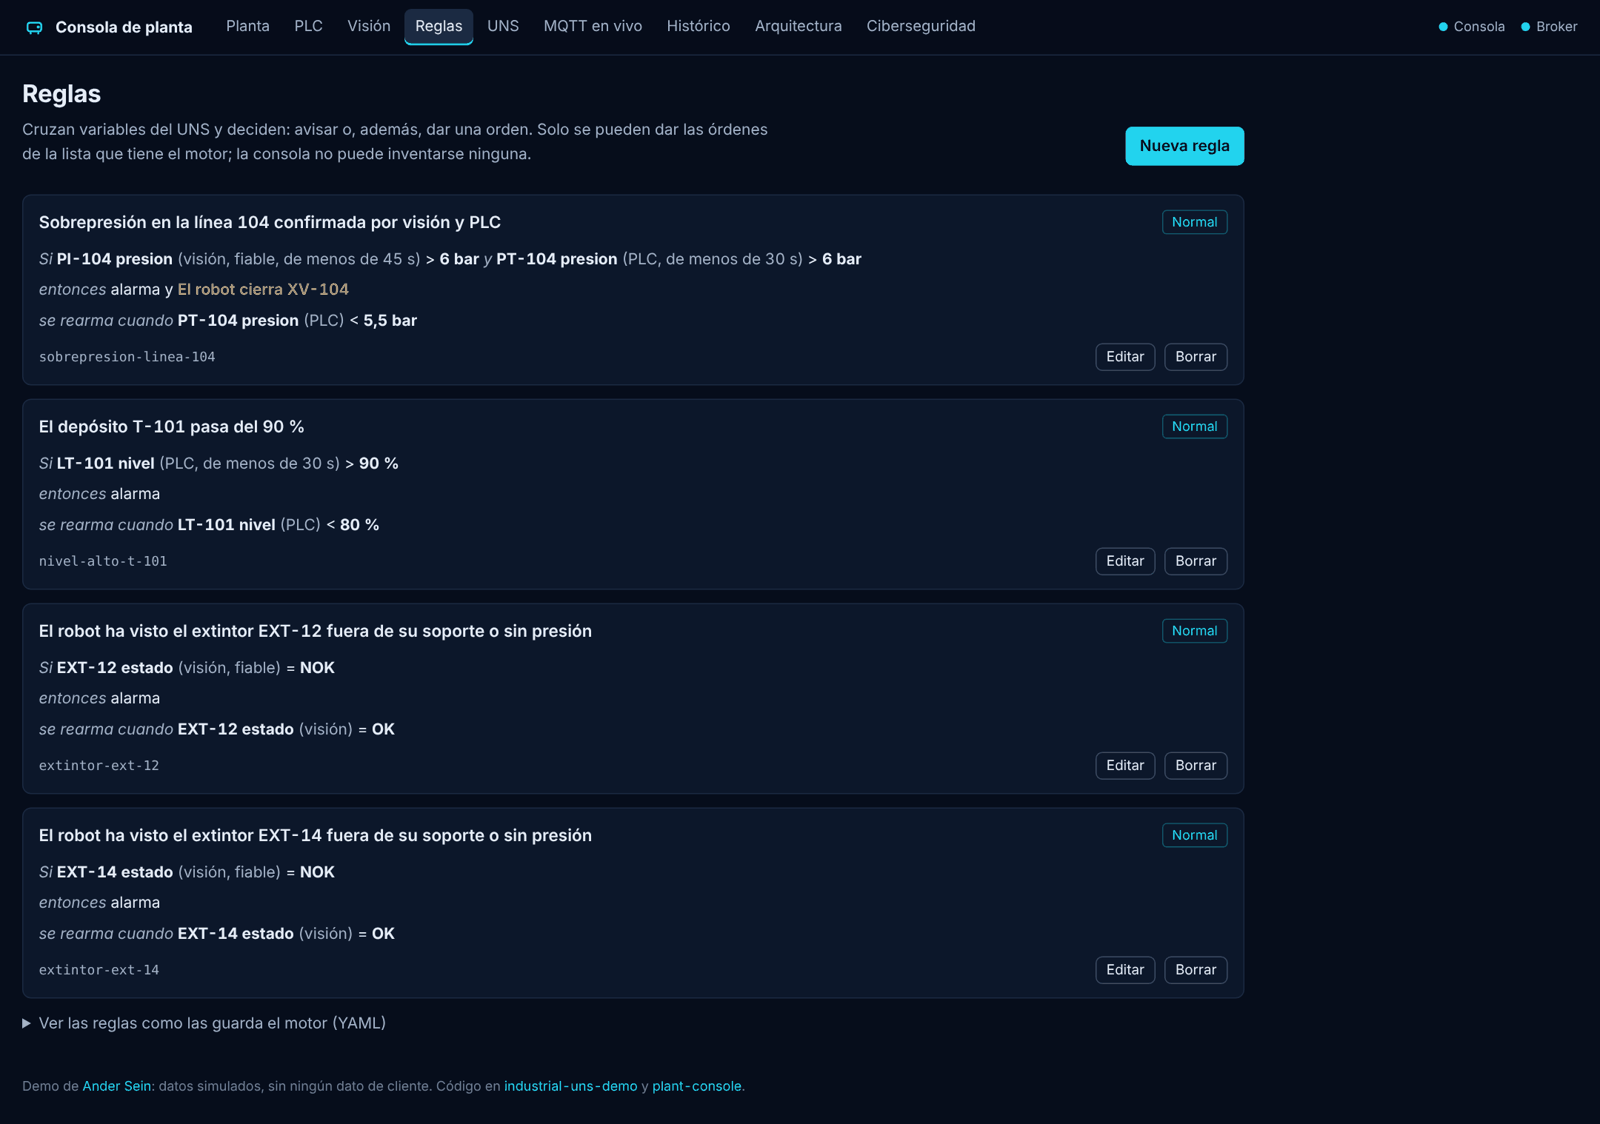 Consola de planta
Planta PLC Visión Reglas UNS MQTT en vivo Histórico Arquitectura Ciberseguridad
Consola Broker
Reglas
Cruzan variables del UNS y deciden: avisar o, además, dar una orden. Solo se pueden dar las órdenes
de la lista que tiene el motor; la consola no puede inventarse ninguna.
Nueva regla
Sobrepresión en la línea 104 confirmada por visión y PLC
Normal
Si PI-104 presion (visión, fiable, de menos de 45 s) > 6 bar y PT-104 presion (PLC, de menos de 30 s) > 6 bar
entonces alarma y El robot cierra XV-104
se rearma cuando PT-104 presion (PLC) < 5,5 bar
sobrepresion-linea-104
Editar Borrar
El depósito T-101 pasa del 90 %
Normal
Si LT-101 nivel (PLC, de menos de 30 s) > 90 %
entonces alarma
se rearma cuando LT-101 nivel (PLC) < 80 %
nivel-alto-t-101
Editar Borrar
El robot ha visto el extintor EXT-12 fuera de su soporte o sin presión
Normal
Si EXT-12 estado (visión, fiable) = NOK
entonces alarma
se rearma cuando EXT-12 estado (visión) = OK
extintor-ext-12
Editar Borrar
El robot ha visto el extintor EXT-14 fuera de su soporte o sin presión
Normal
Si EXT-14 estado (visión, fiable) = NOK
entonces alarma
se rearma cuando EXT-14 estado (visión) = OK
extintor-ext-14
Editar Borrar
Ver las reglas como las guarda el motor (YAML)
Demo de Ander Sein: datos simulados, sin ningún dato de cliente. Código en industrial-uns-demo y plant-console.